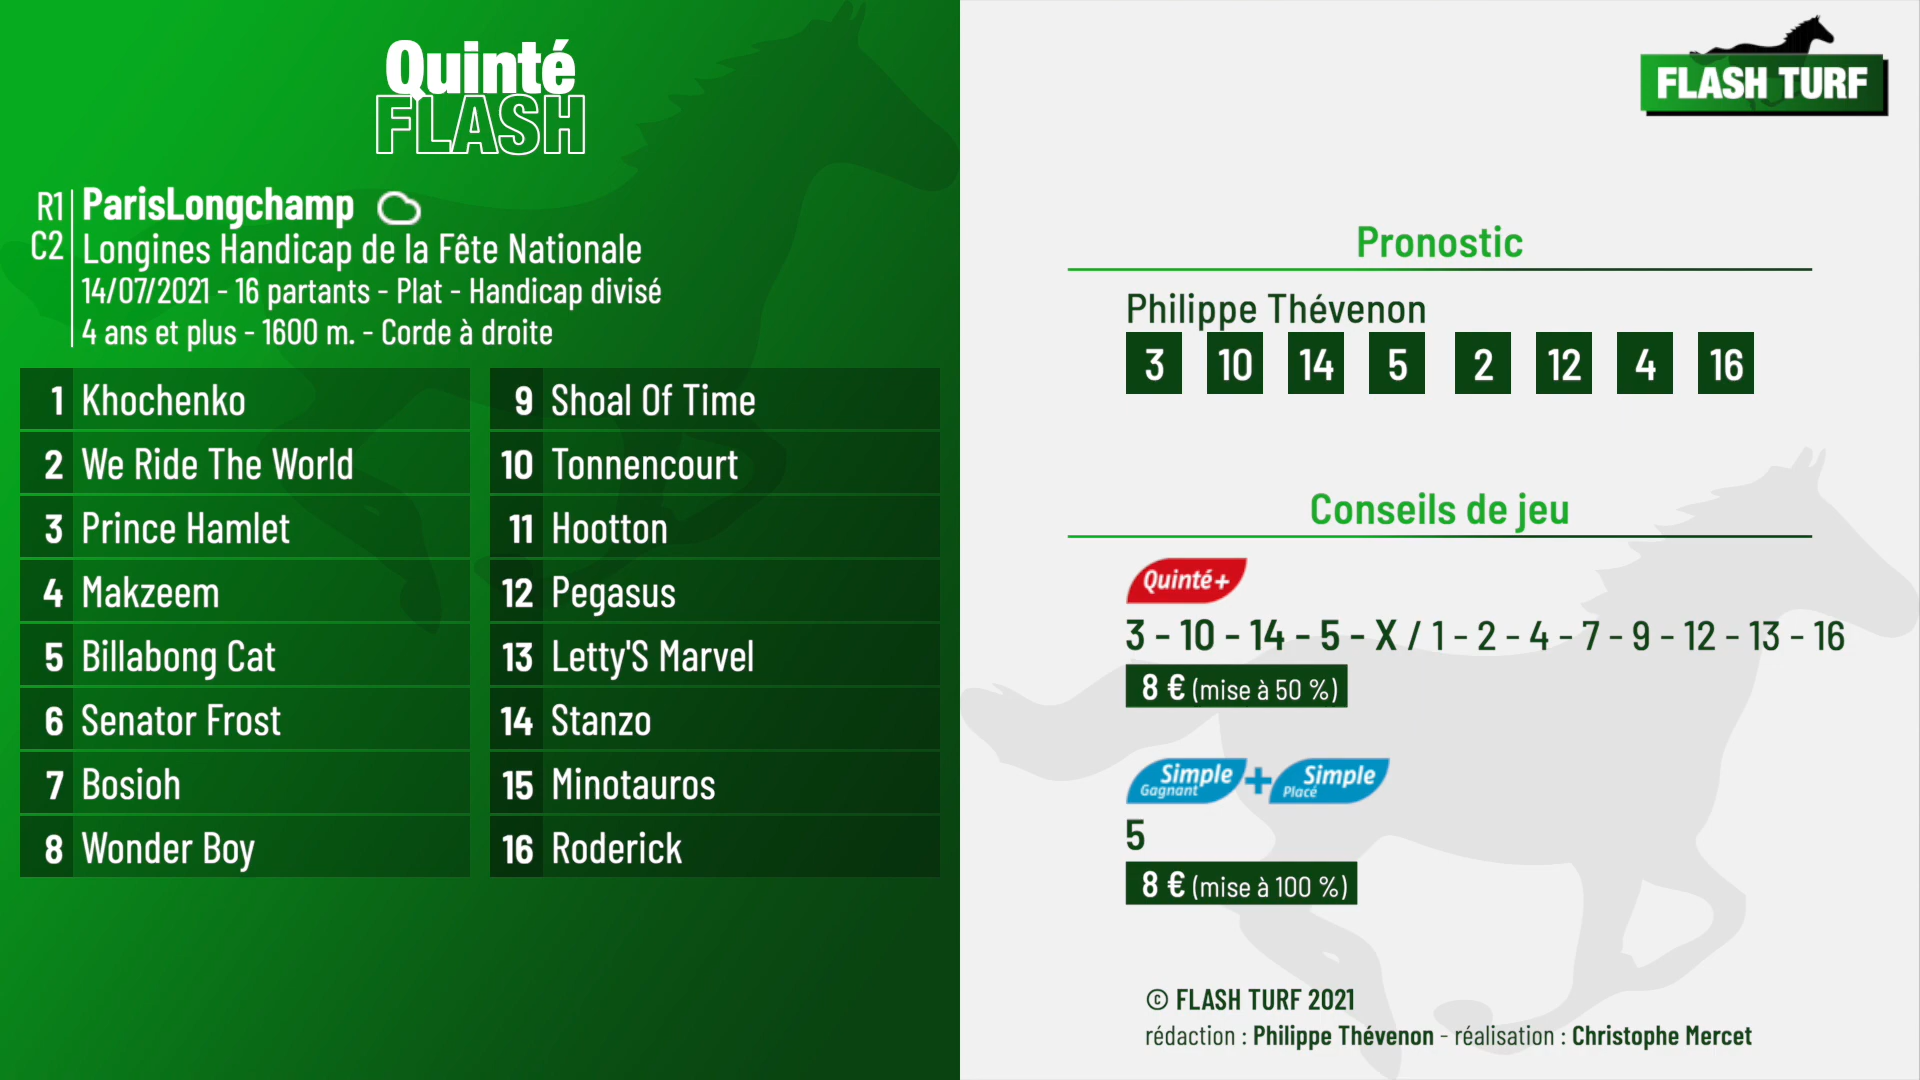 Quinté
FLASH
R1 ParisLongchamp
C2 Longines Handicap de la Fête Nationale
14/07/2021 - 16 partants - Plat - Handicap divisé
4 ans et plus - 1600 m. - Corde à droite
1 Khochenko
2 We Ride The World
3 Prince Hamlet
4 Makzeem
5 Billabong Cat
6 Senator Frost
7 Bosioh
8 Wonder Boy
9 Shoal Of Time
10 Tonnencourt
11 Hootton
12 Pegasus
13 Letty'S Marvel
14 Stanzo
15 Minotauros
16 Roderick
FLASH TURF
Pronostic
Philippe Thévenon
3 10 14 5 2 12 4 16
Conseils de jeu
Quinté+
3 - 10 - 14 - 5 - X / 1 - 2 - 4 - 7 - 9 - 12 - 13 - 16
8 € (mise à 50 %)
Simple Gagnant + Simple Placé
5
8 € (mise à 100 %)
© FLASH TURF 2021
rédaction : Philippe Thévenon - réalisation : Christophe Mercet